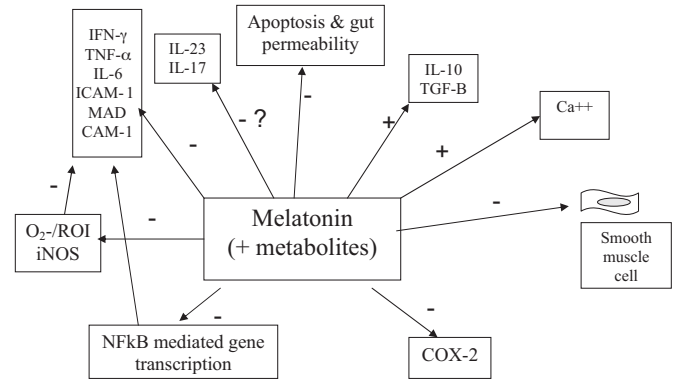 IFN-γ
TNF-α
IL-6
ICAM-1
MAD
CAM-1
IL-23
IL-17
Apoptosis & gut
permeability
IL-10
TGF-B
Ca++
-
- ?
-
+
+
-
-
-
-
-
Melatonin
(+ metabolites)
O₂-/ROI
iNOS
Smooth
muscle
cell
NFkB mediated gene
transcription
COX-2